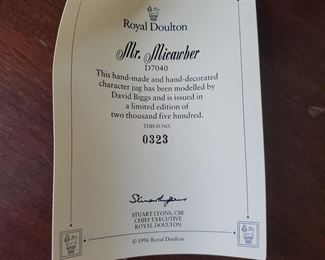 Royal Doulton
Mr. Micawber
D7040
This hand-made and hand-decorated
character jug has been modelled by
David Biggs and is issued in
a limited edition of
two thousand five hundred.
THIS IS NO.
0323
STUART LYONS, CBE
CHIEF EXECUTIVE
ROYAL DOULTON
© 1996 Royal Doulton